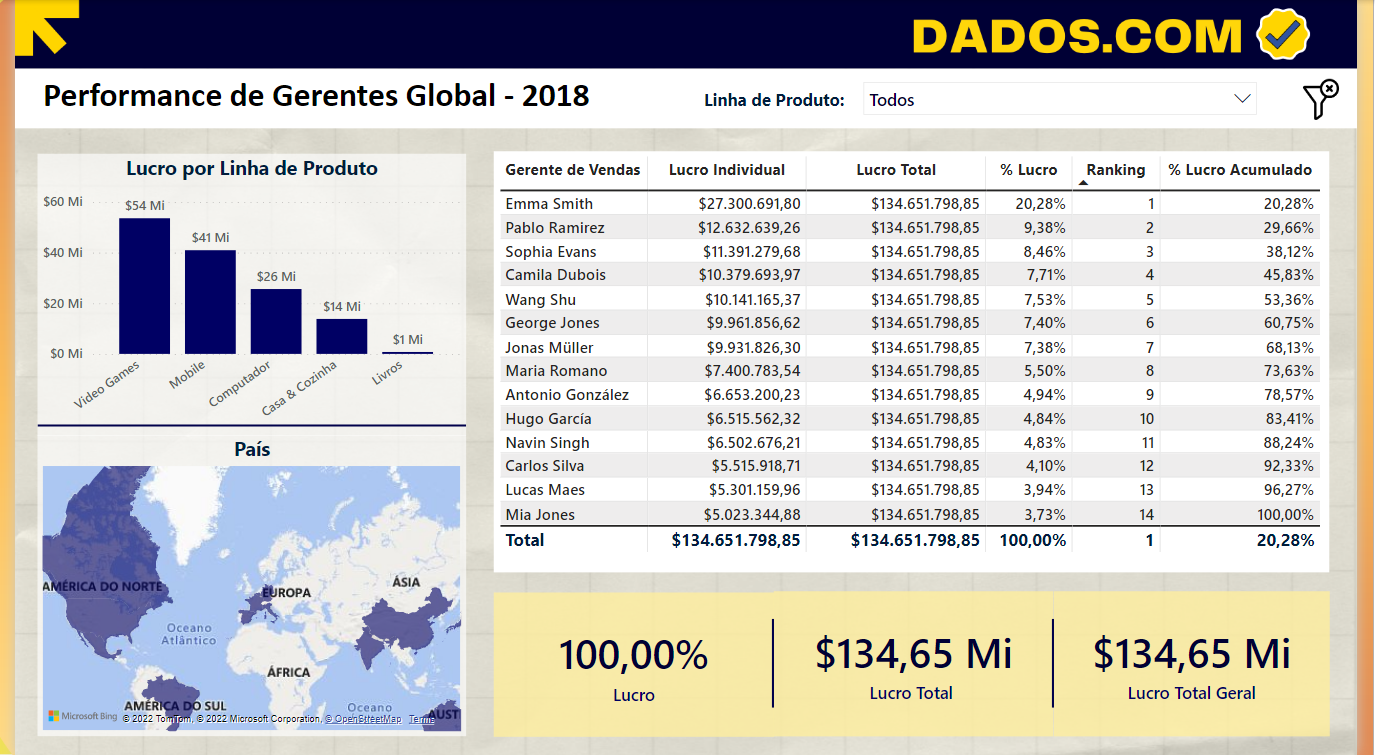 DADOS.COM
Performance de Gerentes Global - 2018
Linha de Produto: Todos
Lucro por Linha de Produto
$60 Mi
$40 Mi
$20 Mi
$0 Mi
$54 Mi
$41 Mi
$26 Mi
$14 Mi
$1 Mi
Video Games
Mobile
Computador
Casa & Cozinha
Livros
País
AMÉRICA DO NORTE
EUROPA
ÁSIA
Oceano
Atlântico
ÁFRICA
AMÉRICA DO SUL
Oceano
AUST
Microsoft Bing
© 2022 TomTom, © 2022 Microsoft Corporation, © OpenStreetMap Terms
Gerente de Vendas Lucro Individual Lucro Total % Lucro Ranking % Lucro Acumulado
Emma Smith $27.300.691,80 $134.651.798,85 20,28% 1 20,28%
Pablo Ramirez $12.632.639,26 $134.651.798,85 9,38% 2 29,66%
Sophia Evans $11.391.279,68 $134.651.798,85 8,46% 3 38,12%
Camila Dubois $10.379.693,97 $134.651.798,85 7,71% 4 45,83%
Wang Shu $10.141.165,37 $134.651.798,85 7,53% 5 53,36%
George Jones $9.961.856,62 $134.651.798,85 7,40% 6 60,75%
Jonas Müller $9.931.826,30 $134.651.798,85 7,38% 7 68,13%
Maria Romano $7.400.783,54 $134.651.798,85 5,50% 8 73,63%
Antonio González $6.653.200,23 $134.651.798,85 4,94% 9 78,57%
Hugo García $6.515.562,32 $134.651.798,85 4,84% 10 83,41%
Navin Singh $6.502.676,21 $134.651.798,85 4,83% 11 88,24%
Carlos Silva $5.515.918,71 $134.651.798,85 4,10% 12 92,33%
Lucas Maes $5.301.159,96 $134.651.798,85 3,94% 13 96,27%
Mia Jones $5.023.344,88 $134.651.798,85 3,73% 14 100,00%
Total $134.651.798,85 $134.651.798,85 100,00% 1 20,28%
100,00%
Lucro
$134,65 Mi
Lucro Total
$134,65 Mi
Lucro Total Geral